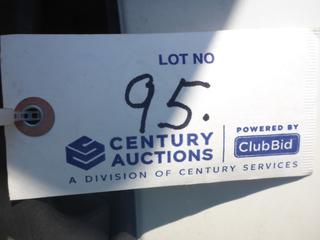 LOT NO
95.
CENTURY
AUCTIONS
POWERED BY
ClubBid
A DIVISION OF CENTURY SERVICES